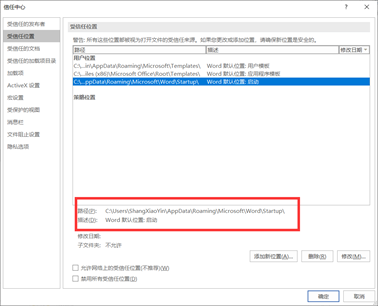 信任中心
?
×
受信任的发布者
受信任位置
受信任的文档
受信任的加载项目录
加载项
ActiveX 设置
宏设置
受保护的视图
消息栏
文件阻止设置
隐私选项
受信任位置
警告: 所有这些位置都被视为打开文件的受信任来源。如果您更改或添加位置，请确保新位置是安全的。
路径 描述 修改日期
用户位置
C:\...in\AppData\Roaming\Microsoft\Templates\ Word 默认位置: 用户模板
C:\...iles (x86)\Microsoft Office\Root\Templates\ Word 默认位置: 应用程序模板
C:\...ppData\Roaming\Microsoft\Word\Startup\ Word 默认位置: 启动
策略位置
路径(P): C:\Users\ShangXiaoYin\AppData\Roaming\Microsoft\Word\Startup\
描述(D): Word 默认位置: 启动
修改日期:
子文件夹: 不允许
添加新位置(A)... 删除(R) 修改(M)...
允许网络上的受信任位置(不推荐)(W)
禁用所有受信任位置(D)
确定 取消